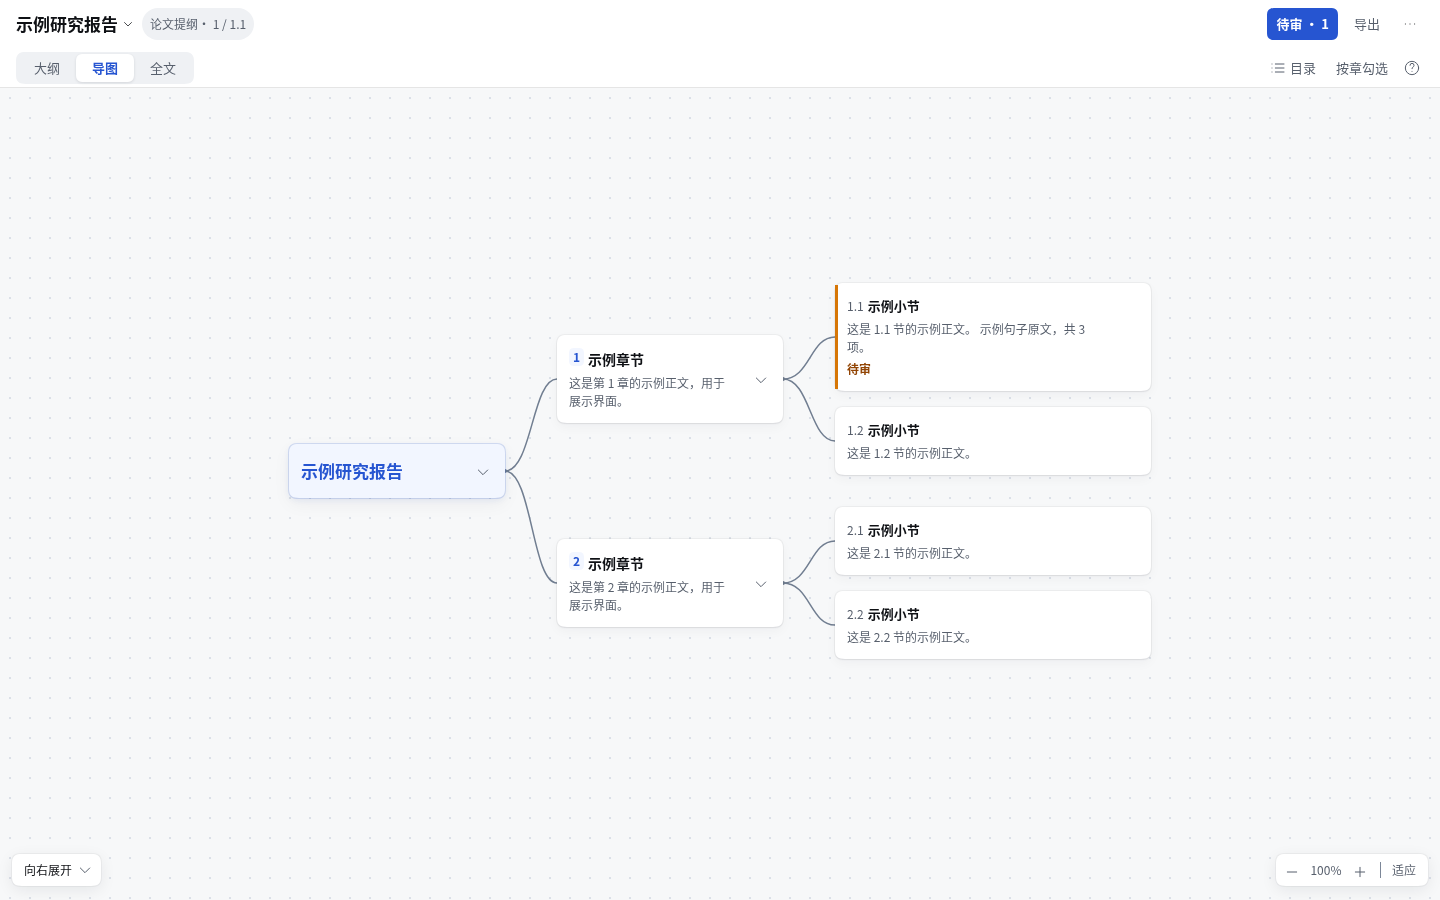 示例研究报告
论文提纲 · 1 / 1.1
待审 · 1
导出
大纲
导图
全文
目录
按章勾选
示例研究报告
1 示例章节
这是第 1 章的示例正文，用于
展示界面。
1.1 示例小节
这是 1.1 节的示例正文。 示例句子原文，共 3
项。
待审
1.2 示例小节
这是 1.2 节的示例正文。
2 示例章节
这是第 2 章的示例正文，用于
展示界面。
2.1 示例小节
这是 2.1 节的示例正文。
2.2 示例小节
这是 2.2 节的示例正文。
向右展开
100%
适应